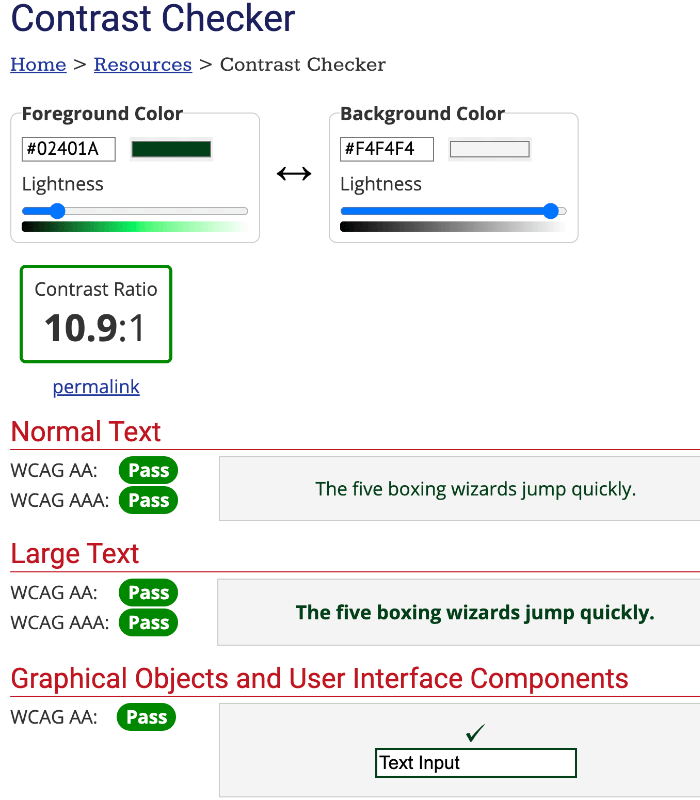 Contrast Checker
Home > Resources > Contrast Checker
Foreground Color
#02401A
Lightness
Background Color
#F4F4F4
Lightness
Contrast Ratio
10.9:1
permalink
Normal Text
WCAG AA: Pass
WCAG AAA: Pass
The five boxing wizards jump quickly.
Large Text
WCAG AA: Pass
WCAG AAA: Pass
The five boxing wizards jump quickly.
Graphical Objects and User Interface Components
WCAG AA: Pass
Text Input